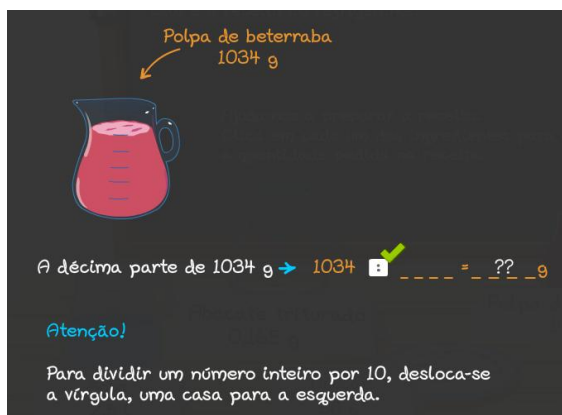 Polpa de beterraba
1034 g
A décima parte de 1034 g → 1034 : _ _ _ _ = _ _ ?? _ _ g
Atenção!
Para dividir um número inteiro por 10, desloca-se
a vírgula, uma casa para a esquerda.